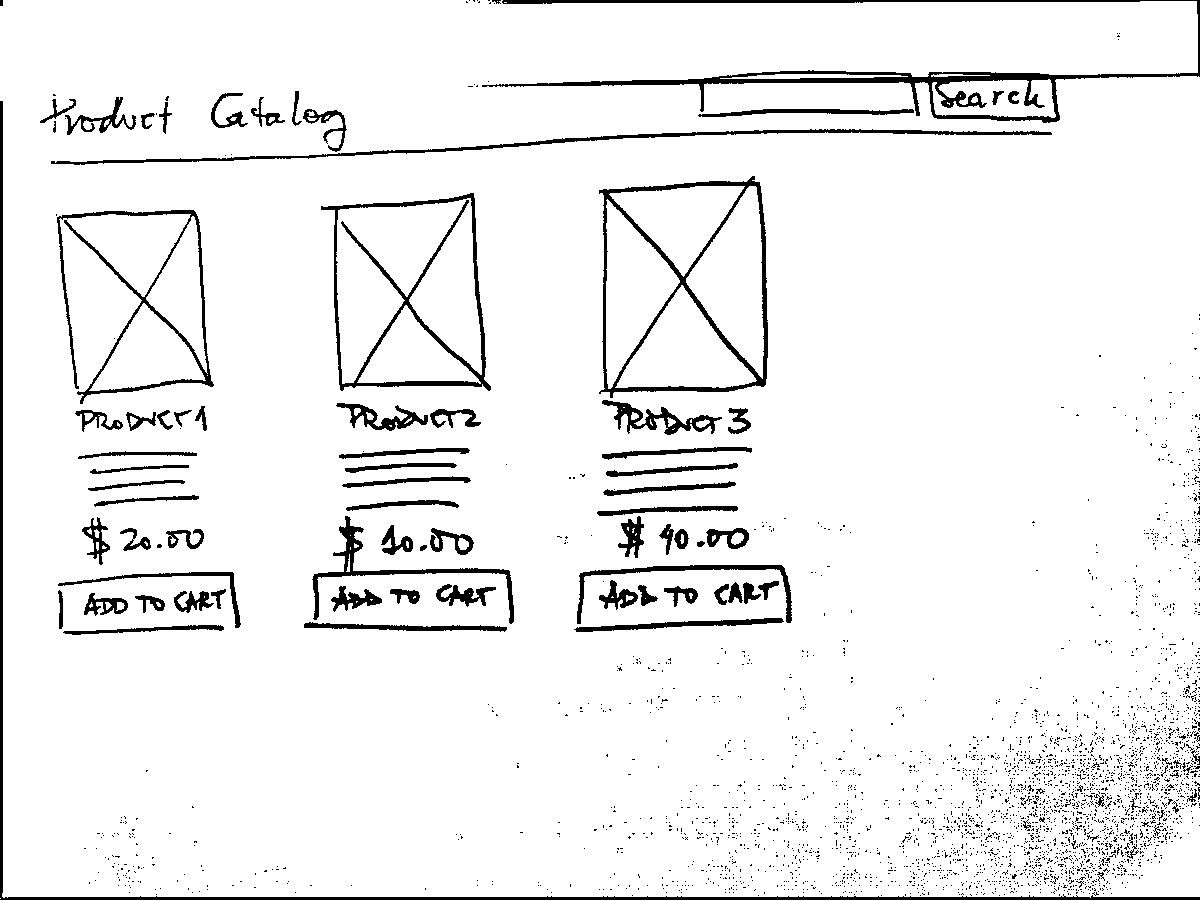 Product Catalog
Search
PRODUCT 1
PRODUCT 2
PRODUCT 3
$ 20.00
$ 10.00
$ 40.00
ADD TO CART
ADD TO CART
ADD TO CART